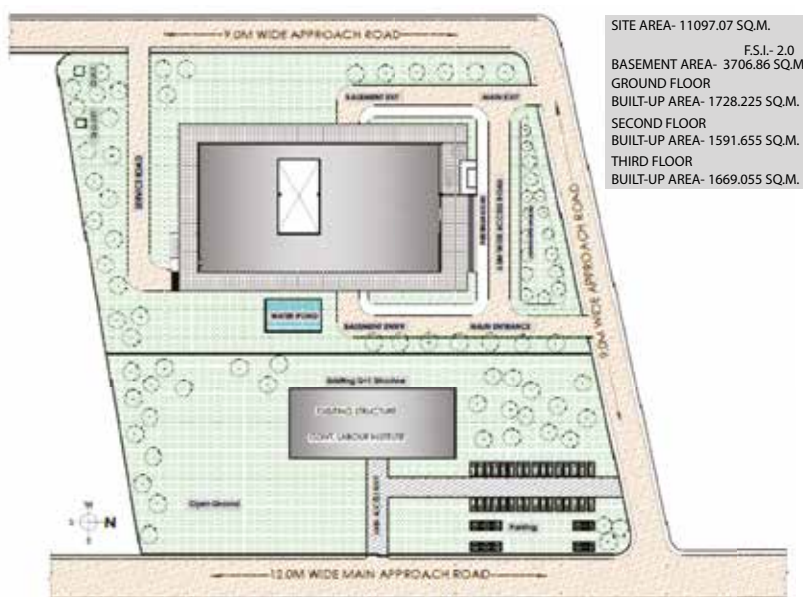 SITE AREA- 11097.07 SQ.M.
F.S.I.- 2.0
BASEMENT AREA- 3706.86 SQ.M
GROUND FLOOR
BUILT-UP AREA- 1728.225 SQ.M.
SECOND FLOOR
BUILT-UP AREA- 1591.655 SQ.M.
THIRD FLOOR
BUILT-UP AREA- 1669.055 SQ.M.
9.0M WIDE APPROACH ROAD
BASEMENT EXIT
MAIN EXIT
SERVICE ROAD
9.0M WIDE APPROACH ROAD
WATER POND
BASEMENT ENTRY
MAIN ENTRANCE
Existing G+1 Structure
EXISTING STRUCTURE
GOVT. LABOUR INSTITUTE
Open Ground
Parking
N
12.0M WIDE MAIN APPROACH ROAD